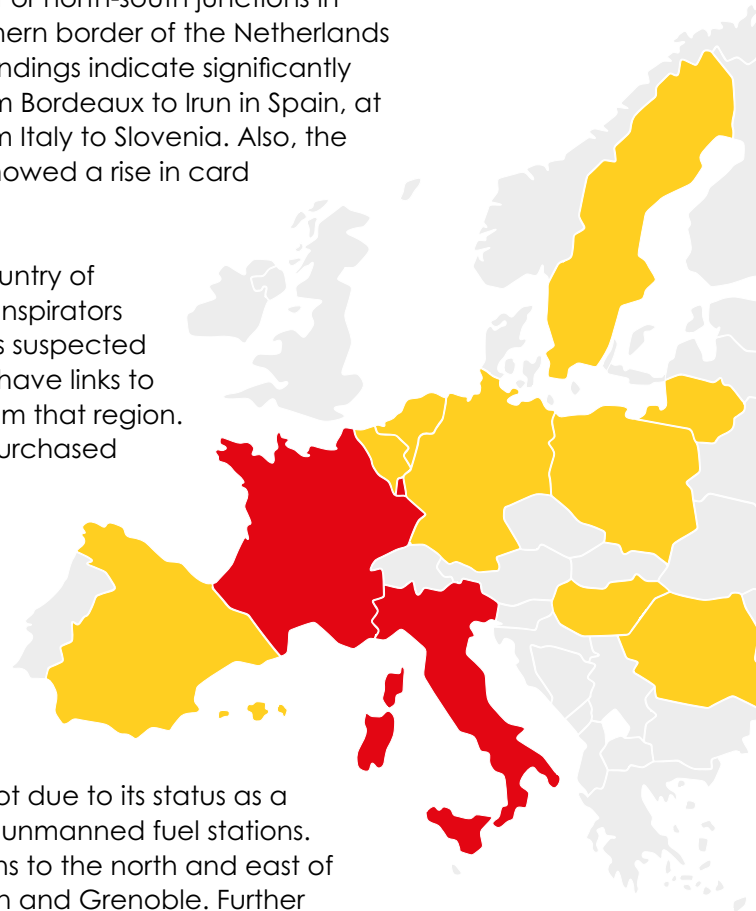 or north-south junctions in
hern border of the Netherlands
ndings indicate significantly
m Bordeaux to Irun in Spain, at
m Italy to Slovenia. Also, the
howed a rise in card
untry of
nspirators
s suspected
have links to
om that region.
urchased
ot due to its status as a
unmanned fuel stations.
ns to the north and east of
n and Grenoble. Further